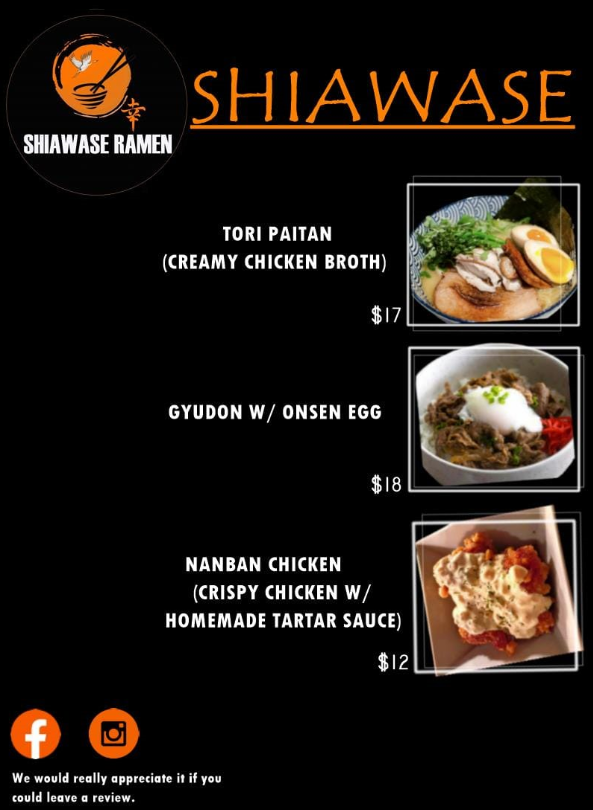 幸
SHIAWASE RAMEN
SHIAWASE
TORI PAITAN
(CREAMY CHICKEN BROTH)
$17
GYUDON W/ ONSEN EGG
$18
NANBAN CHICKEN
(CRISPY CHICKEN W/
HOMEMADE TARTAR SAUCE)
$12
We would really appreciate it if you
could leave a review.